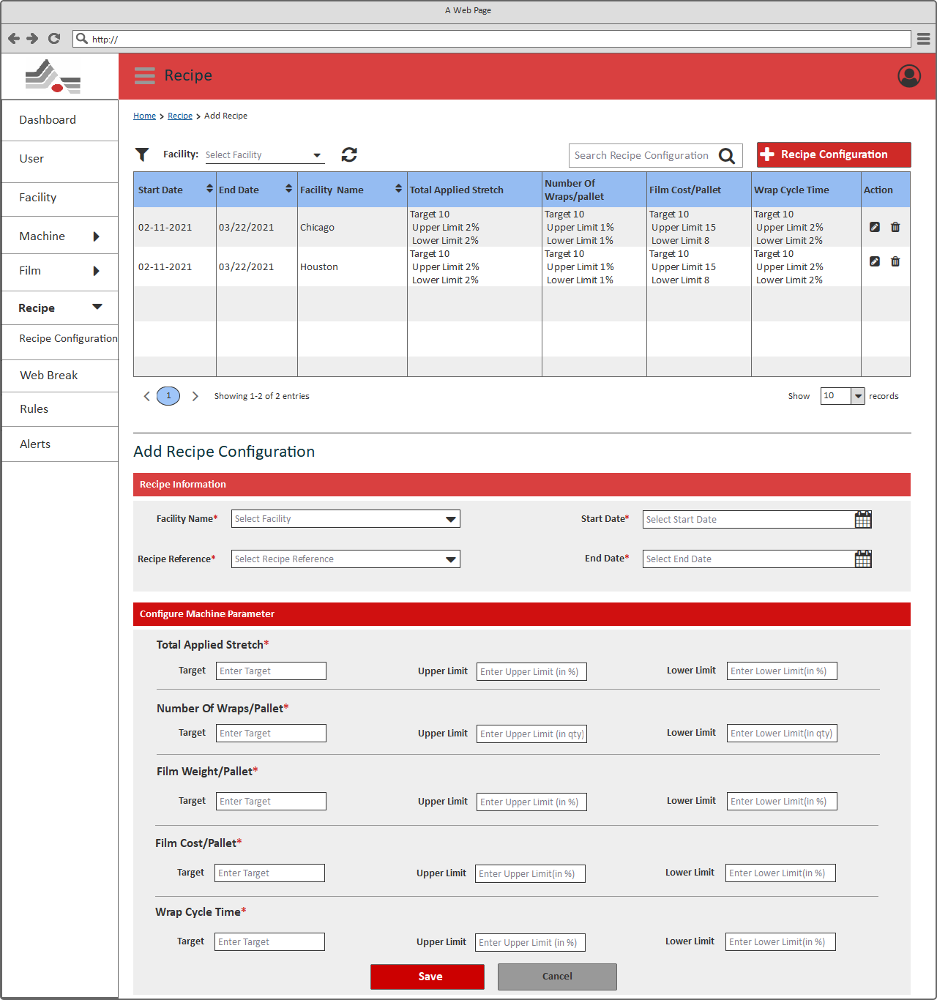 A Web Page
http://
Recipe
Dashboard
User
Facility
Machine
Film
Recipe
Recipe Configuration
Web Break
Rules
Alerts
Home > Recipe > Add Recipe
Facility: Select Facility
Search Recipe Configuration
Recipe Configuration
Start Date End Date Facility Name Total Applied Stretch Number Of Wraps/pallet Film Cost/Pallet Wrap Cycle Time Action
Target 10 Target 10 Target 10 Target 10
02-11-2021 03/22/2021 Chicago Upper Limit 2% Upper Limit 1% Upper Limit 15 Upper Limit 2%
Lower Limit 2% Lower Limit 1% Lower Limit 8 Lower Limit 2%
Target 10 Target 10 Target 10 Target 10
02-11-2021 03/22/2021 Houston Upper Limit 2% Upper Limit 1% Upper Limit 15 Upper Limit 2%
Lower Limit 2% Lower Limit 1% Lower Limit 8 Lower Limit 2%
1 Showing 1-2 of 2 entries Show 10 records
Add Recipe Configuration
Recipe Information
Facility Name* Select Facility Start Date* Select Start Date
Recipe Reference* Select Recipe Reference End Date* Select End Date
Configure Machine Parameter
Total Applied Stretch*
Target Enter Target Upper Limit Enter Upper Limit (in %) Lower Limit Enter Lower Limit(in %)
Number Of Wraps/Pallet*
Target Enter Target Upper Limit Enter Upper Limit (in qty) Lower Limit Enter Lower Limit(in qty)
Film Weight/Pallet*
Target Enter Target Upper Limit Enter Upper Limit (in %) Lower Limit Enter Lower Limit(in %)
Film Cost/Pallet*
Target Enter Target Upper Limit Enter Upper Limit(in %) Lower Limit Enter Lower Limit(in %)
Wrap Cycle Time*
Target Enter Target Upper Limit Enter Upper Limit (in %) Lower Limit Enter Lower Limit(in %)
Save Cancel